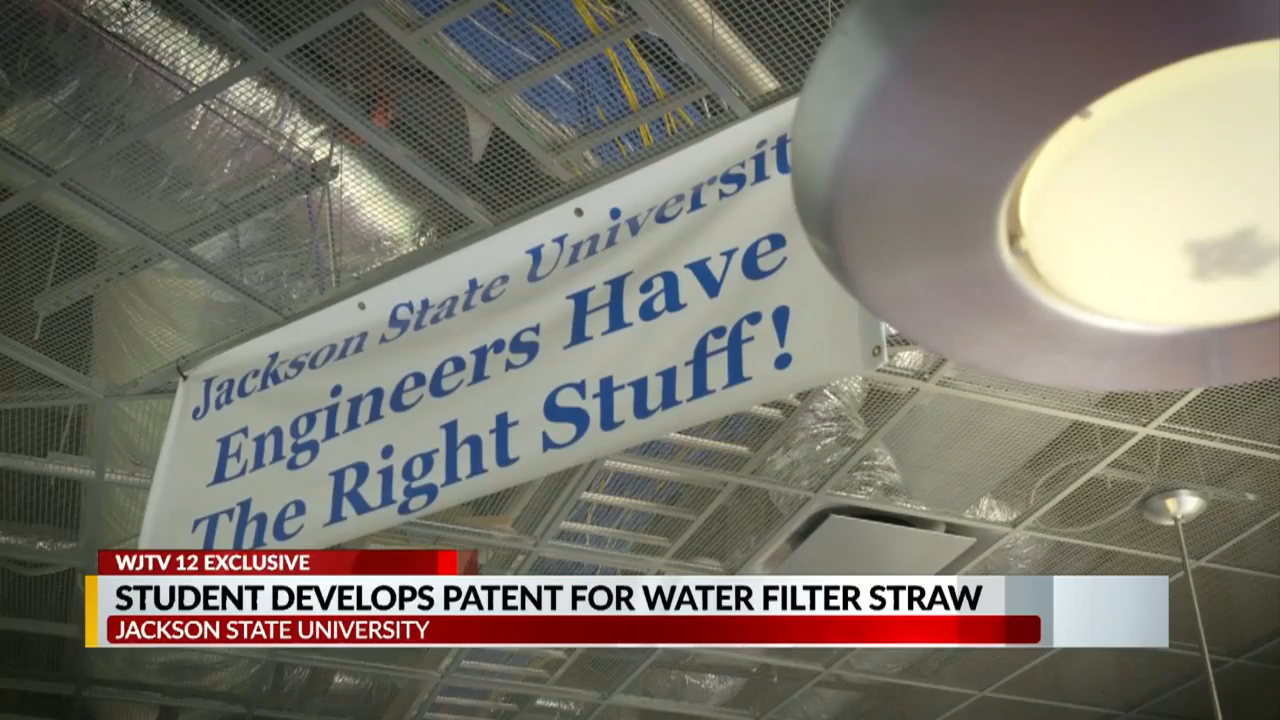 Jackson State Universit
Engineers Have
The Right Stuff!
WJTV 12 EXCLUSIVE
STUDENT DEVELOPS PATENT FOR WATER FILTER STRAW
JACKSON STATE UNIVERSITY